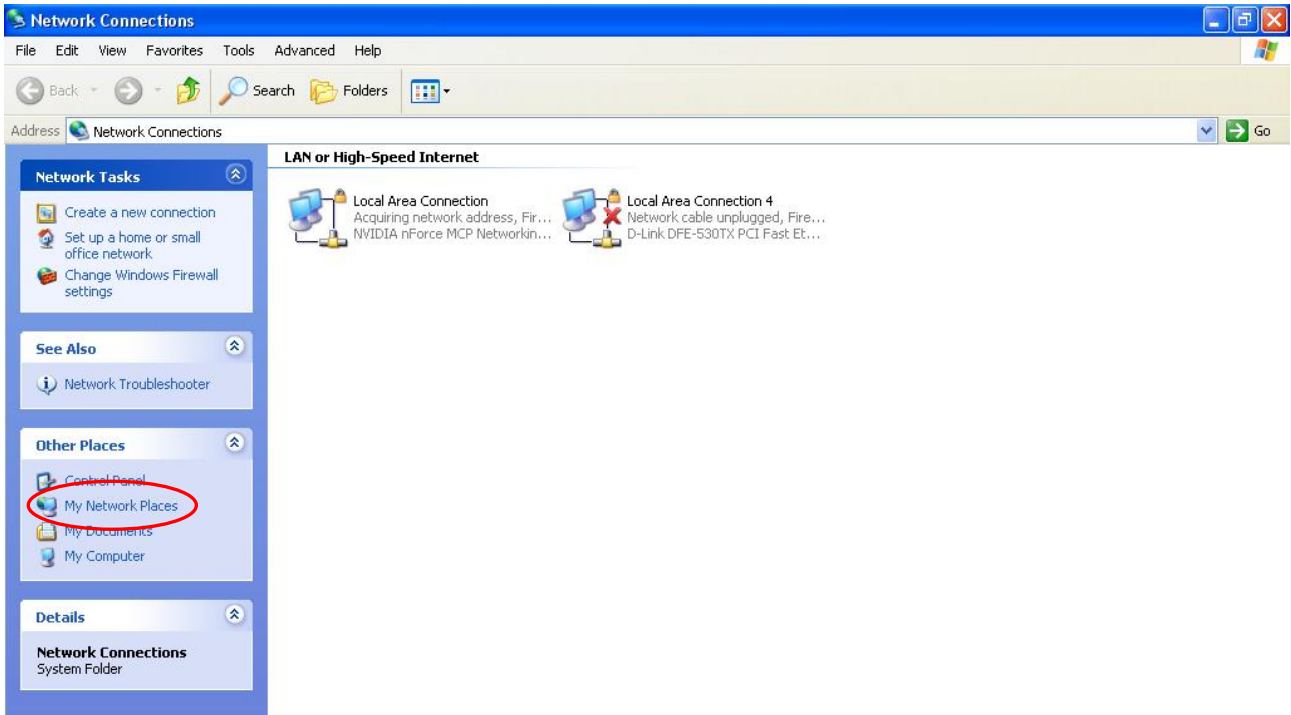 Network Connections
File Edit View Favorites Tools Advanced Help
Back Search Folders
Address Network Connections Go
Network Tasks
Create a new connection
Set up a home or small
office network
Change Windows Firewall
settings
See Also
Network Troubleshooter
Other Places
Control Panel
My Network Places
My Documents
My Computer
Details
Network Connections
System Folder
LAN or High-Speed Internet
Local Area Connection
Acquiring network address, Fir...
NVIDIA nForce MCP Networkin...
Local Area Connection 4
Network cable unplugged, Fire...
D-Link DFE-530TX PCI Fast Et...